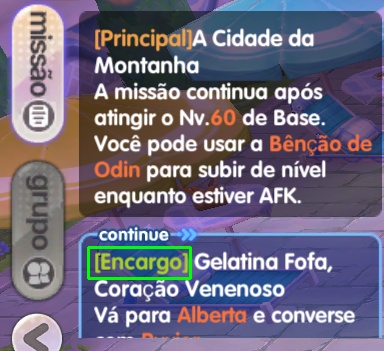 missão
grupo
[Principal]A Cidade da
Montanha
A missão continua após
atingir o Nv.60 de Base.
Você pode usar a Bênção de
Odin para subir de nível
enquanto estiver AFK.
continue
[Encargo] Gelatina Fofa,
Coração Venenoso
Vá para Alberta e converse
com